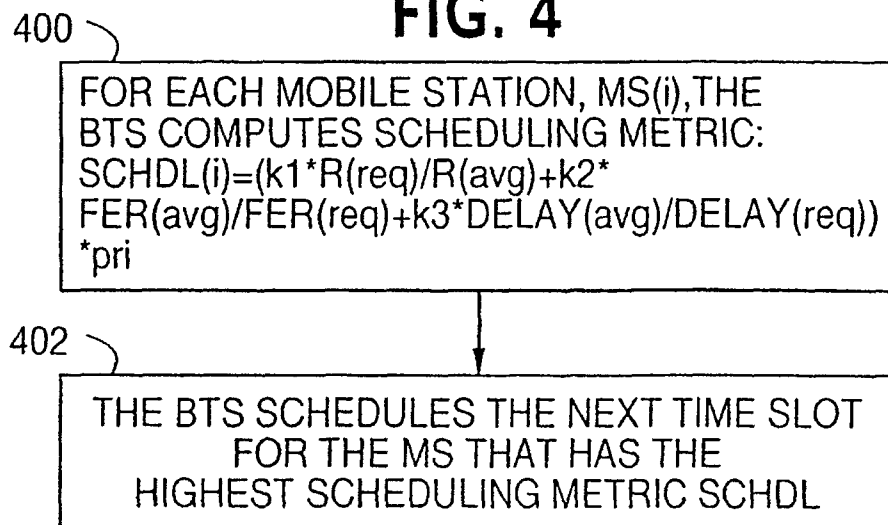 FIG. 4
400
FOR EACH MOBILE STATION, MS(i),THE
BTS COMPUTES SCHEDULING METRIC:
SCHDL(i)=(k1*R(req)/R(avg)+k2*
FER(avg)/FER(req)+k3*DELAY(avg)/DELAY(req))
*pri
402
THE BTS SCHEDULES THE NEXT TIME SLOT
FOR THE MS THAT HAS THE
HIGHEST SCHEDULING METRIC SCHDL